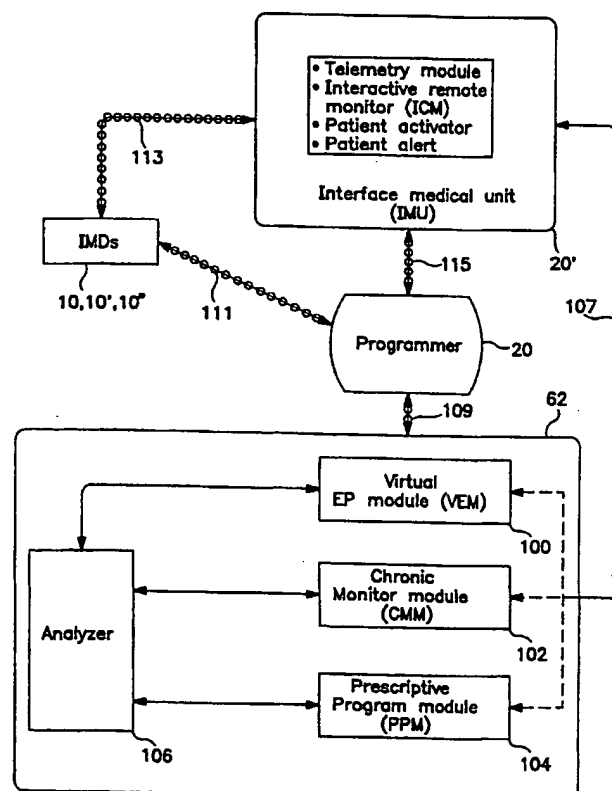 • Telemetry module
• Interactive remote
monitor (ICM)
• Patient activator
• Patient alert
Interface medical unit
(IMU)
20'
113
IMDs
10,10',10"
111
115
107
Programmer
20
109
62
Virtual
EP module (VEM)
100
Analyzer
106
Chronic
Monitor module
(CMM)
102
Prescriptive
Program module
(PPM)
104